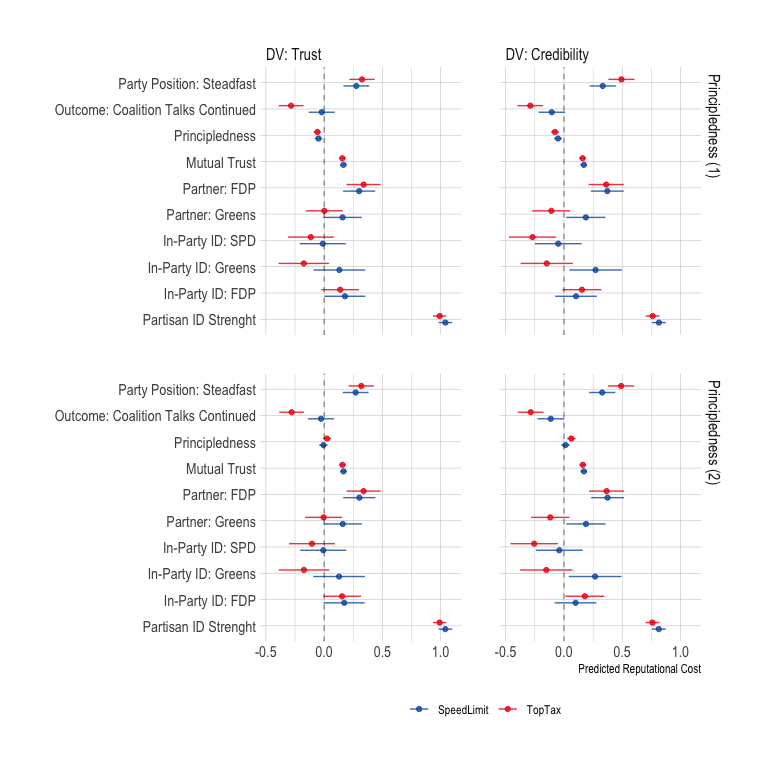 DV: Trust
DV: Credibility
Party Position: Steadfast
Outcome: Coalition Talks Continued
Principledness
Mutual Trust
Partner: FDP
Partner: Greens
In-Party ID: SPD
In-Party ID: Greens
In-Party ID: FDP
Partisan ID Strenght
Principledness (1)
Party Position: Steadfast
Outcome: Coalition Talks Continued
Principledness
Mutual Trust
Partner: FDP
Partner: Greens
In-Party ID: SPD
In-Party ID: Greens
In-Party ID: FDP
Partisan ID Strenght
Principledness (2)
-0.5 0.0 0.5 1.0
-0.5 0.0 0.5 1.0
Predicted Reputational Cost
SpeedLimit TopTax